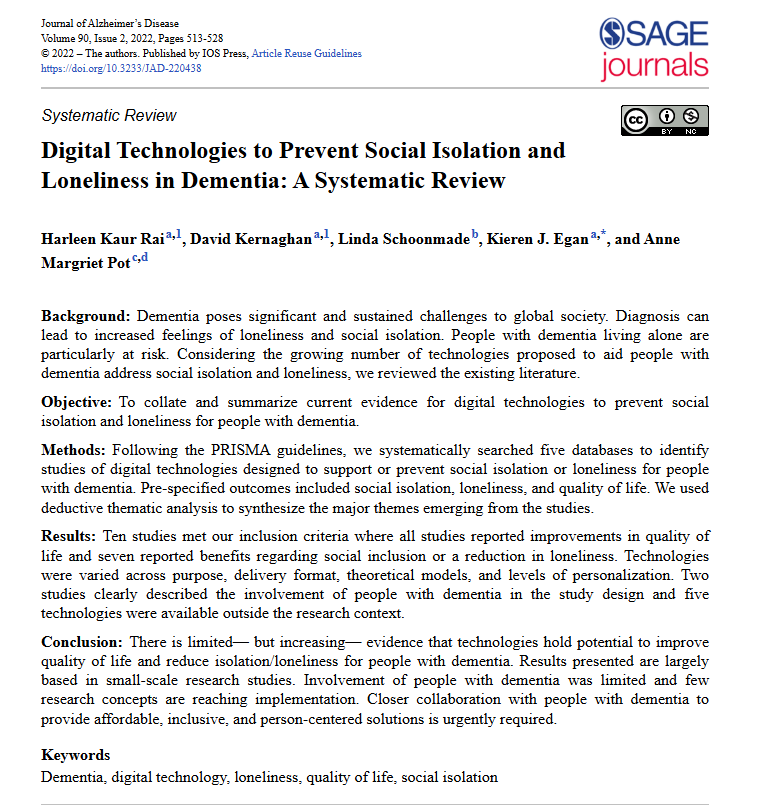 Journal of Alzheimer's Disease
Volume 90, Issue 2, 2022, Pages 513-528
© 2022 – The authors. Published by IOS Press, Article Reuse Guidelines
https://doi.org/10.3233/JAD-220438
SAGE
journals
Systematic Review
cc BY NC
Digital Technologies to Prevent Social Isolation and
Loneliness in Dementia: A Systematic Review
Harleen Kaur Rai a,1, David Kernaghan a,1, Linda Schoonmade b, Kieren J. Egan a,*, and Anne
Margriet Pot c,d
Background: Dementia poses significant and sustained challenges to global society. Diagnosis can
lead to increased feelings of loneliness and social isolation. People with dementia living alone are
particularly at risk. Considering the growing number of technologies proposed to aid people with
dementia address social isolation and loneliness, we reviewed the existing literature.
Objective: To collate and summarize current evidence for digital technologies to prevent social
isolation and loneliness for people with dementia.
Methods: Following the PRISMA guidelines, we systematically searched five databases to identify
studies of digital technologies designed to support or prevent social isolation or loneliness for people
with dementia. Pre-specified outcomes included social isolation, loneliness, and quality of life. We used
deductive thematic analysis to synthesize the major themes emerging from the studies.
Results: Ten studies met our inclusion criteria where all studies reported improvements in quality of
life and seven reported benefits regarding social inclusion or a reduction in loneliness. Technologies
were varied across purpose, delivery format, theoretical models, and levels of personalization. Two
studies clearly described the involvement of people with dementia in the study design and five
technologies were available outside the research context.
Conclusion: There is limited— but increasing— evidence that technologies hold potential to improve
quality of life and reduce isolation/loneliness for people with dementia. Results presented are largely
based in small-scale research studies. Involvement of people with dementia was limited and few
research concepts are reaching implementation. Closer collaboration with people with dementia to
provide affordable, inclusive, and person-centered solutions is urgently required.
Keywords
Dementia, digital technology, loneliness, quality of life, social isolation